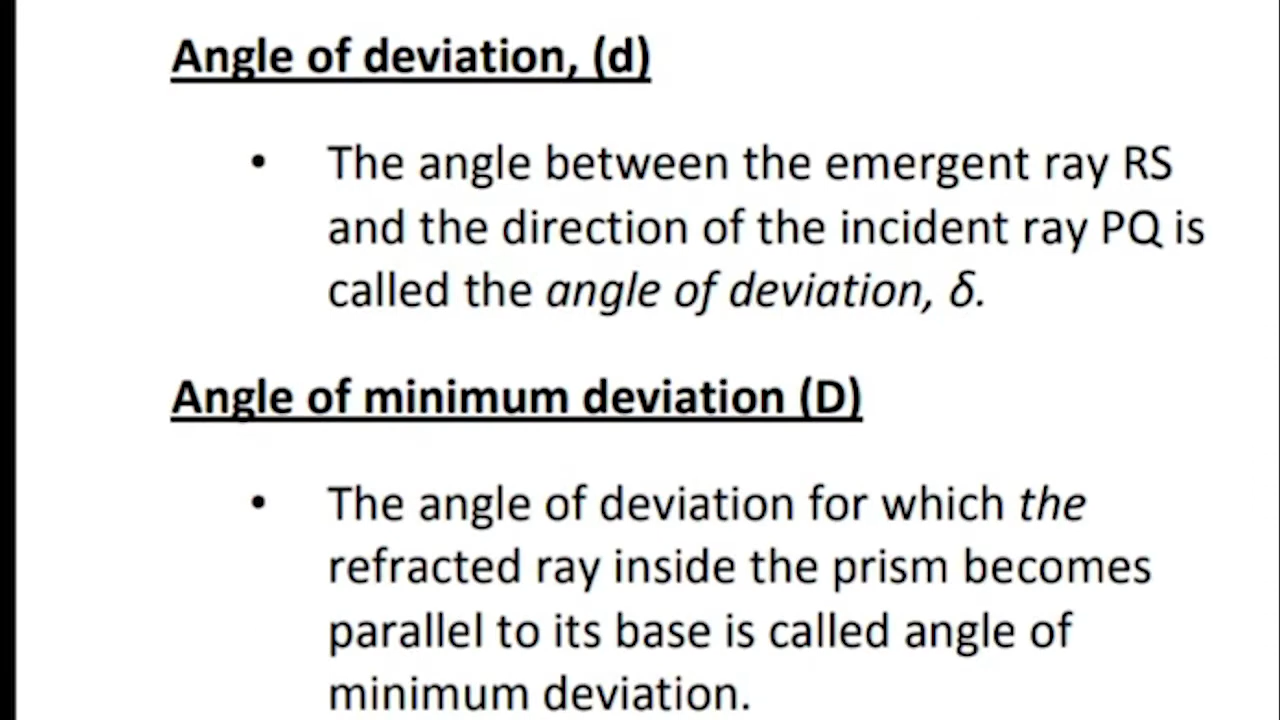 Angle of deviation, (d)
• The angle between the emergent ray RS
and the direction of the incident ray PQ is
called the angle of deviation, δ.
Angle of minimum deviation (D)
• The angle of deviation for which the
refracted ray inside the prism becomes
parallel to its base is called angle of
minimum deviation.